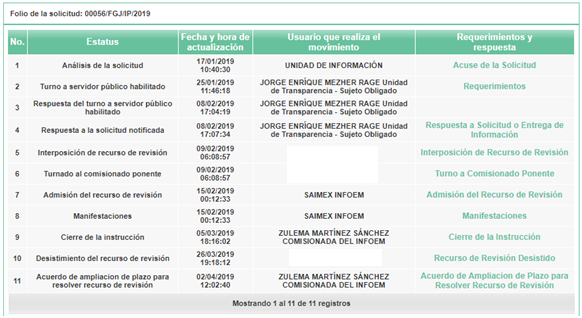 Folio de la solicitud: 00056/FGJ/IP/2019
No. Estatus Fecha y hora de actualización Usuario que realiza el movimiento Requerimientos y respuesta
1 Análisis de la solicitud 17/01/2019 10:40:30 UNIDAD DE INFORMACIÓN Acuse de la Solicitud
2 Turno a servidor público habilitado 25/01/2019 11:46:18 JORGE ENRÍQUE MEZHER RAGE Unidad de Transparencia - Sujeto Obligado Requerimientos
3 Respuesta del turno a servidor público habilitado 08/02/2019 17:04:19 JORGE ENRÍQUE MEZHER RAGE Unidad de Transparencia - Sujeto Obligado
4 Respuesta a la solicitud notificada 08/02/2019 17:07:34 JORGE ENRÍQUE MEZHER RAGE Unidad de Transparencia - Sujeto Obligado Respuesta a Solicitud o Entrega de Información
5 Interposición de recurso de revisión 09/02/2019 06:08:57 Interposición de Recurso de Revisión
6 Turnado al comisionado ponente 09/02/2019 06:08:57 Turno a Comisionado Ponente
7 Admisión del recurso de revisión 15/02/2019 00:12:33 SAIMEX INFOEM Admisión del Recurso de Revisión
8 Manifestaciones 15/02/2019 00:12:33 SAIMEX INFOEM Manifestaciones
9 Cierre de la instrucción 05/03/2019 18:16:02 ZULEMA MARTÍNEZ SÁNCHEZ COMISIONADA DEL INFOEM Cierre de la Instrucción
10 Desistimiento del recurso de revisión 26/03/2019 19:18:12 Recurso de Revisión Desistido
11 Acuerdo de ampliacion de plazo para resolver recurso de revisión 02/04/2019 12:02:40 ZULEMA MARTÍNEZ SÁNCHEZ COMISIONADA DEL INFOEM Acuerdo de Ampliacion de Plazo para Resolver Recurso de Revisión
Mostrando 1 al 11 de 11 registros